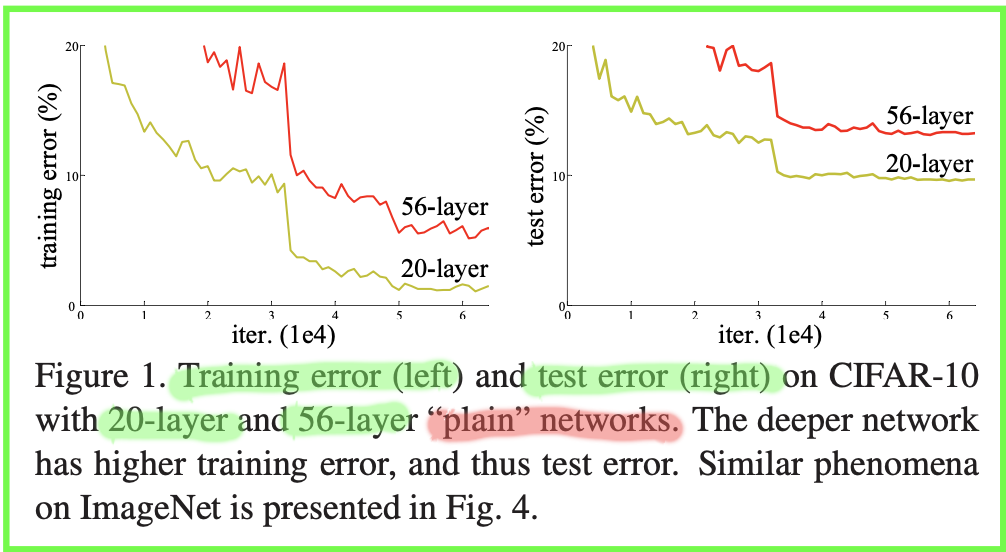 20
10
0
training error (%)
56-layer
20-layer
0 1 2 3 4 5 6
iter. (1e4)
20
10
0
test error (%)
56-layer
20-layer
0 1 2 3 4 5 6
iter. (1e4)
Figure 1. Training error (left) and test error (right) on CIFAR-10
with 20-layer and 56-layer “plain” networks. The deeper network
has higher training error, and thus test error. Similar phenomena
on ImageNet is presented in Fig. 4.